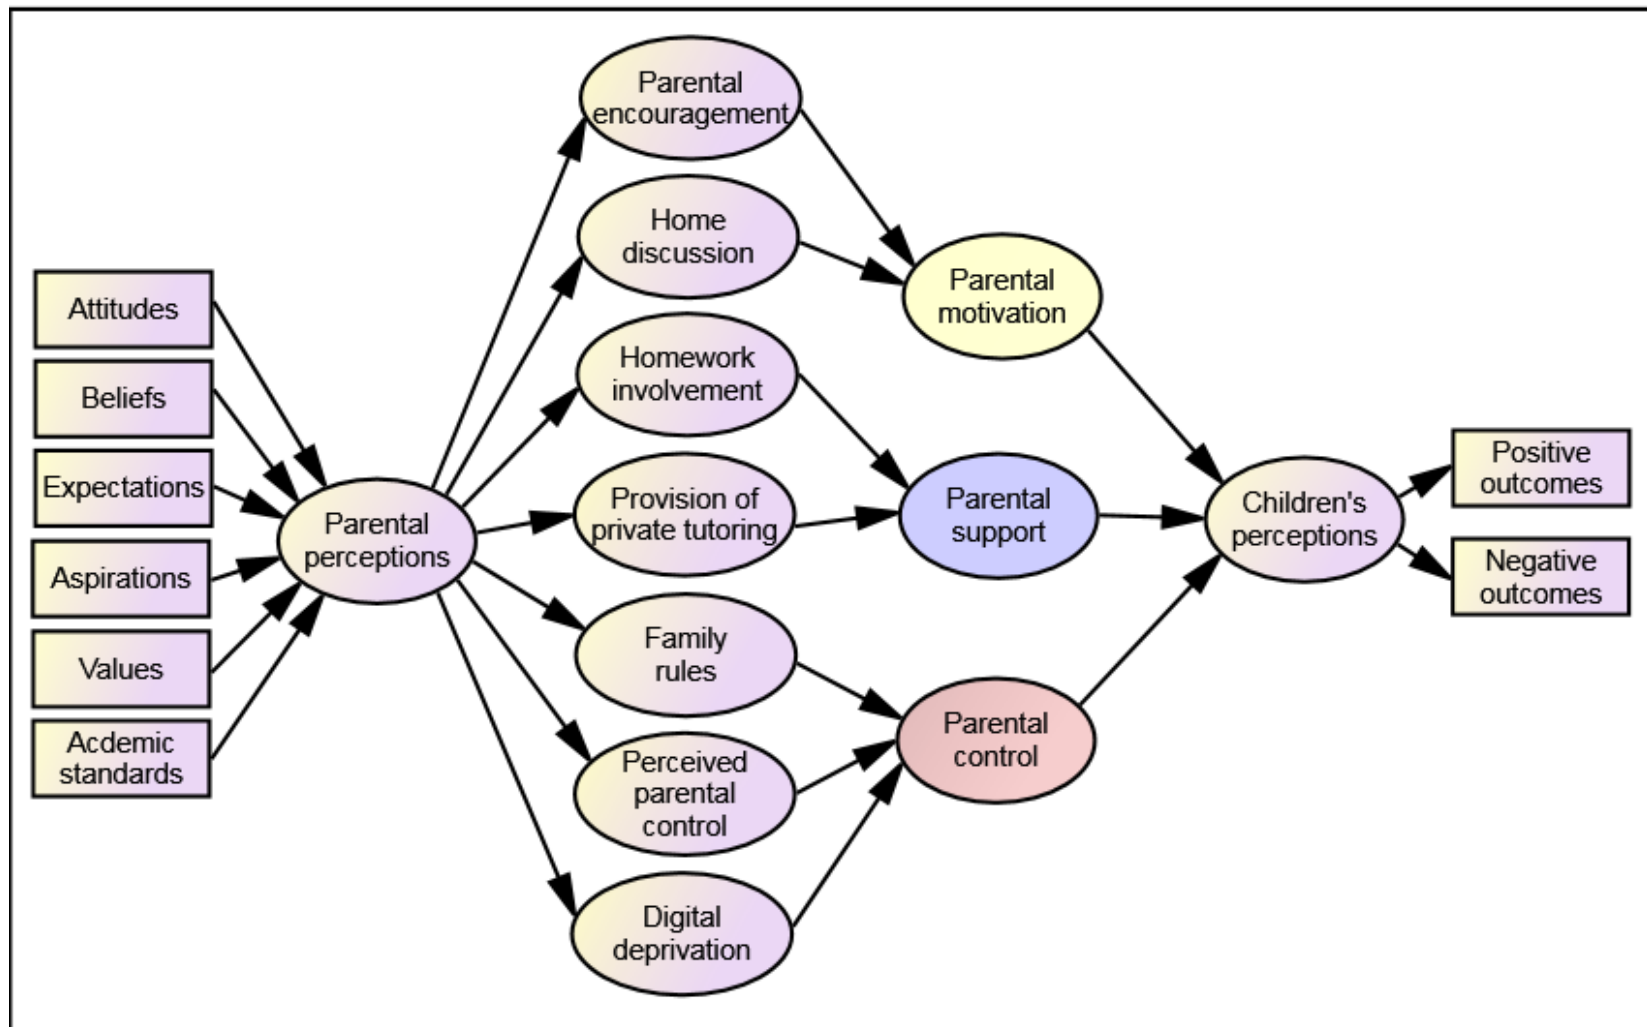 Attitudes
Beliefs
Expectations
Aspirations
Values
Acdemic
standards
Parental
perceptions
Parental
encouragement
Home
discussion
Homework
involvement
Provision of
private tutoring
Family
rules
Perceived
parental
control
Digital
deprivation
Parental
motivation
Parental
support
Parental
control
Children's
perceptions
Positive
outcomes
Negative
outcomes